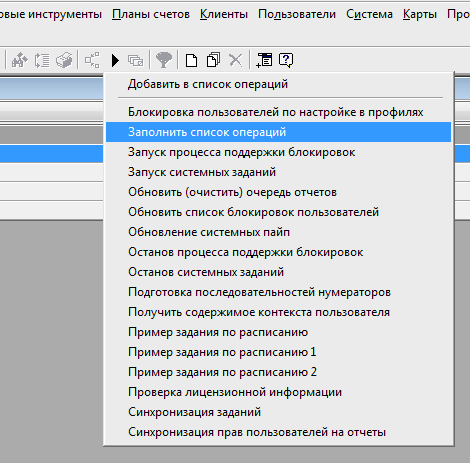 овые инструменты Планы счетов Клиенты Пользователи Система Карты Про
Добавить в список операций
Блокировка пользователей по настройке в профилях
Заполнить список операций
Запуск процесса поддержки блокировок
Запуск системных заданий
Обновить (очистить) очередь отчетов
Обновить список блокировок пользователей
Обновление системных пайп
Останов процесса поддержки блокировок
Останов системных заданий
Подготовка последовательностей нумераторов
Получить содержимое контекста пользователя
Пример задания по расписанию
Пример задания по расписанию 1
Пример задания по расписанию 2
Проверка лицензионной информации
Синхронизация заданий
Синхронизация прав пользователей на отчеты